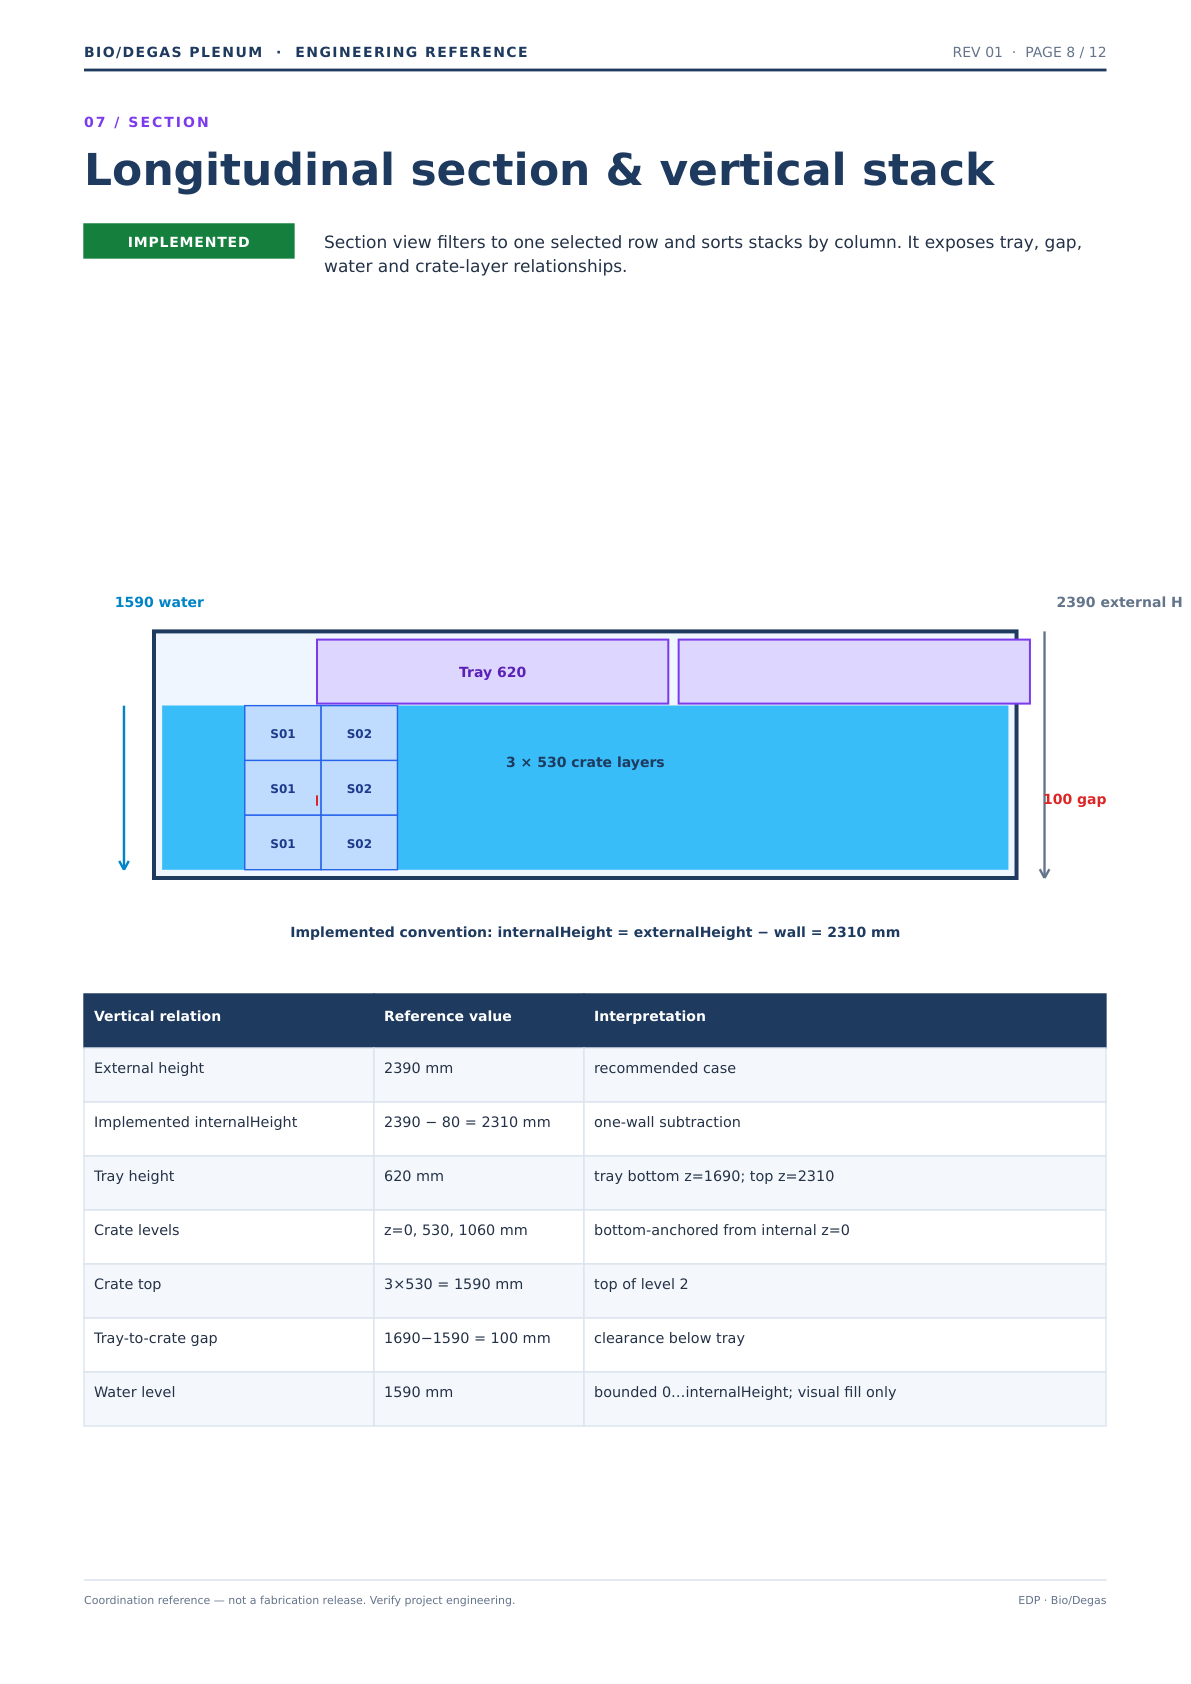 BIO/DEGAS PLENUM · ENGINEERING REFERENCE
REV 01 · PAGE 8 / 12
07 / SECTION
Longitudinal section & vertical stack
IMPLEMENTED
Section view filters to one selected row and sorts stacks by column. It exposes tray, gap,
water and crate-layer relationships.
1590 water
2390 external H
Tray 620
S01 S02
3 × 530 crate layers
S01 S02
100 gap
S01 S02
Implemented convention: internalHeight = externalHeight − wall = 2310 mm
Vertical relation Reference value Interpretation
External height 2390 mm recommended case
Implemented internalHeight 2390 − 80 = 2310 mm one-wall subtraction
Tray height 620 mm tray bottom z=1690; top z=2310
Crate levels z=0, 530, 1060 mm bottom-anchored from internal z=0
Crate top 3×530 = 1590 mm top of level 2
Tray-to-crate gap 1690−1590 = 100 mm clearance below tray
Water level 1590 mm bounded 0…internalHeight; visual fill only
Coordination reference — not a fabrication release. Verify project engineering.
EDP · Bio/Degas